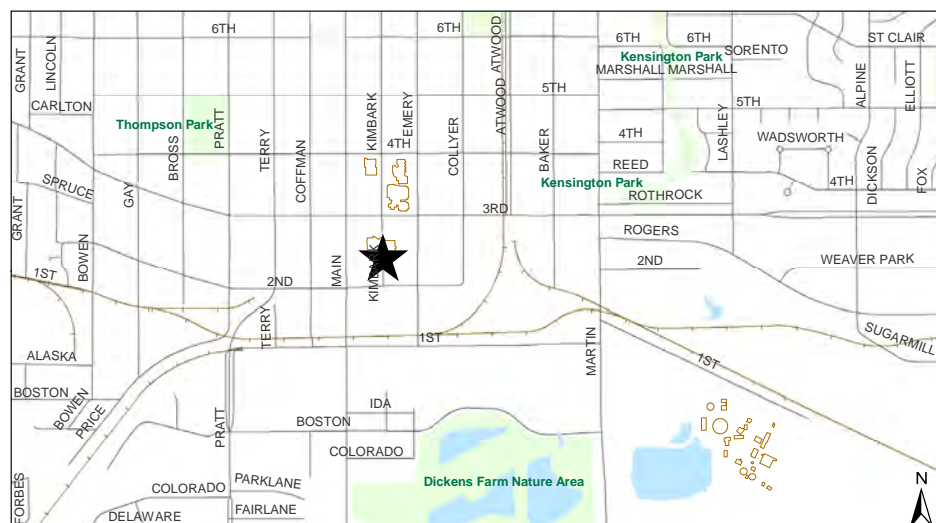 6TH
6TH
ATWOOD
6TH
6TH
ST CLAIR
GRANT
LINCOLN
Kensington Park
SORENTO
MARSHALL
MARSHALL
ALPINE
ELLIOTT
CARLTON
5TH
5TH
Thompson Park
PRATT
KIMBARK
EMERY
ATWOOD
4TH
BROSS
TERRY
COFFMAN
4TH
COLLYER
BAKER
LASHLEY
WADSWORTH
REED
SPRUCE
GAY
Kensington Park
4TH
DICKSON
FOX
ROTHROCK
GRANT
3RD
ROGERS
BOWEN
1ST
2ND
MAIN
KIMBARK
2ND
WEAVER PARK
TERRY
1ST
MARTIN
SUGARMILL
ALASKA
1ST
BOSTON
BOWEN
PRICE
IDA
PRATT
BOSTON
COLORADO
FORBES
COLORADO
PARKLANE
Dickens Farm Nature Area
DELAWARE
FAIRLANE
N